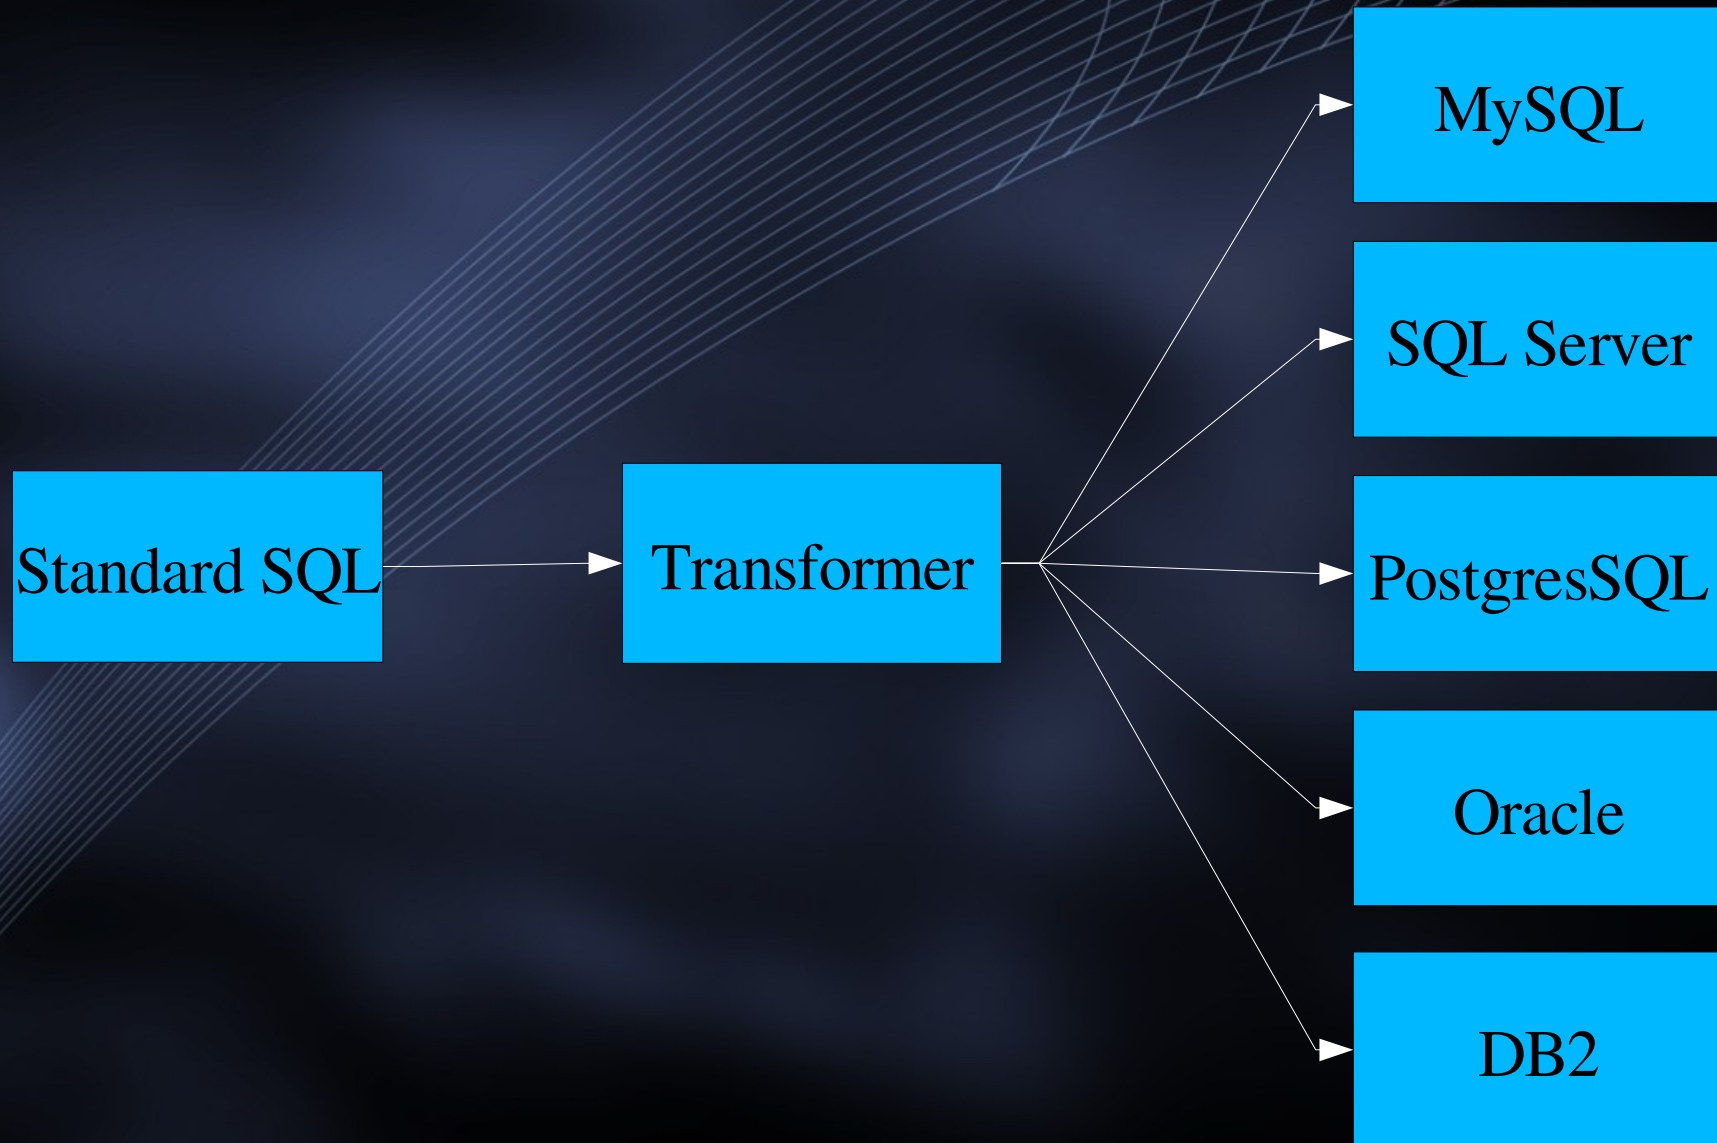 MySQL
SQL Server
Standard SQL
Transformer
PostgresSQL
Oracle
DB2